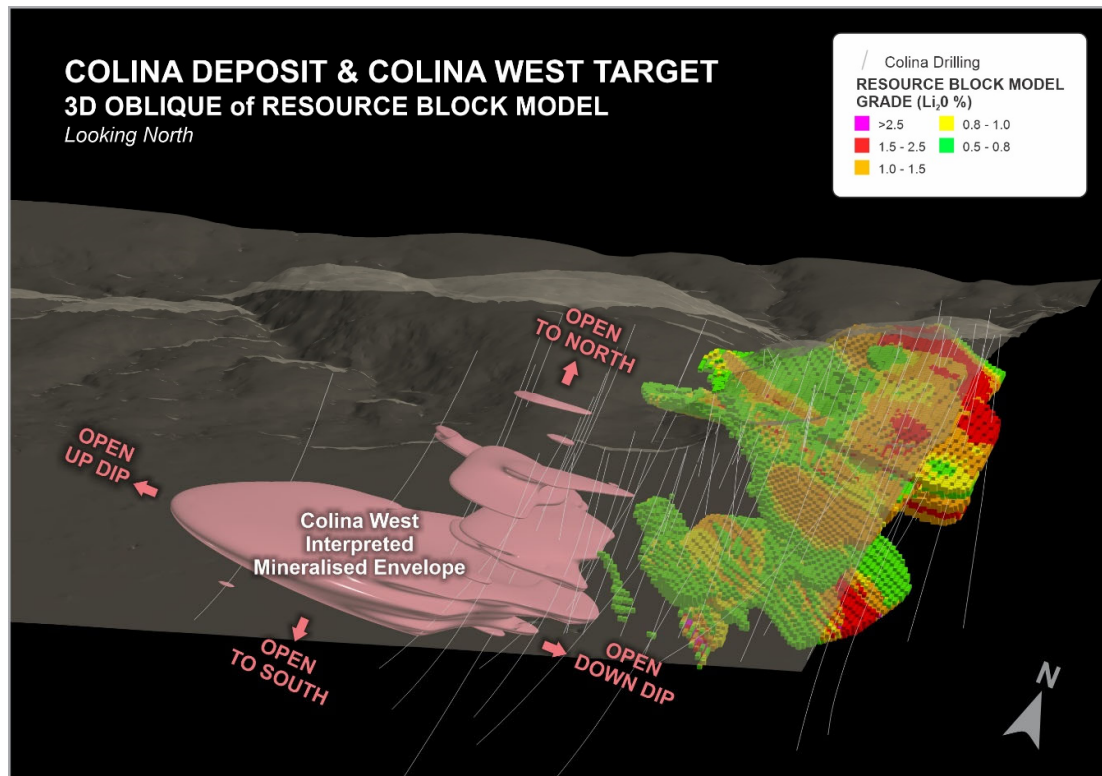 COLINA DEPOSIT & COLINA WEST TARGET
3D OBLIQUE of RESOURCE BLOCK MODEL
Looking North
Colina Drilling
RESOURCE BLOCK MODEL
GRADE (Li₂0 %)
>2.5
0.8 - 1.0
1.5 - 2.5
0.5 - 0.8
1.0 - 1.5
OPEN
TO NORTH
OPEN
UP DIP
Colina West
Interpreted
Mineralised Envelope
OPEN
TO SOUTH
OPEN
DOWN DIP
N